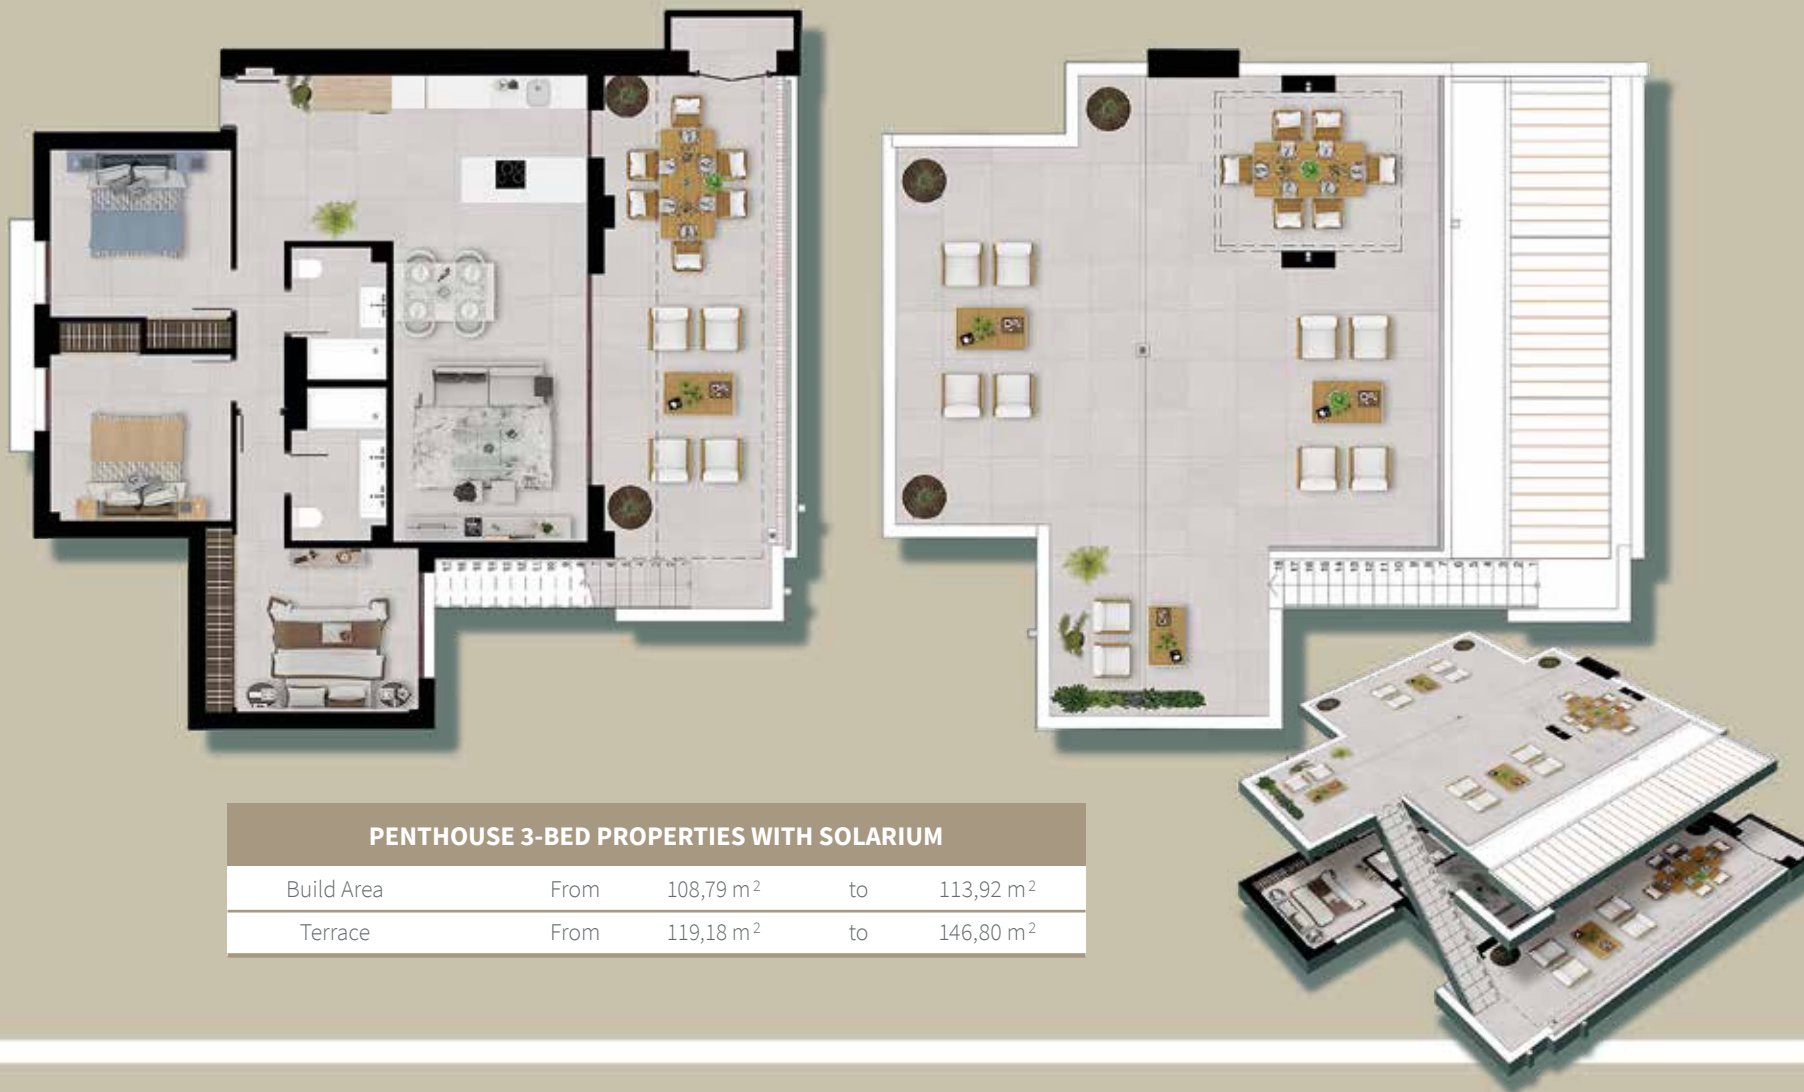 PENTHOUSE 3-BED PROPERTIES WITH SOLARIUM
Build Area From 108,79 m² to 113,92 m²
Terrace From 119,18 m² to 146,80 m²